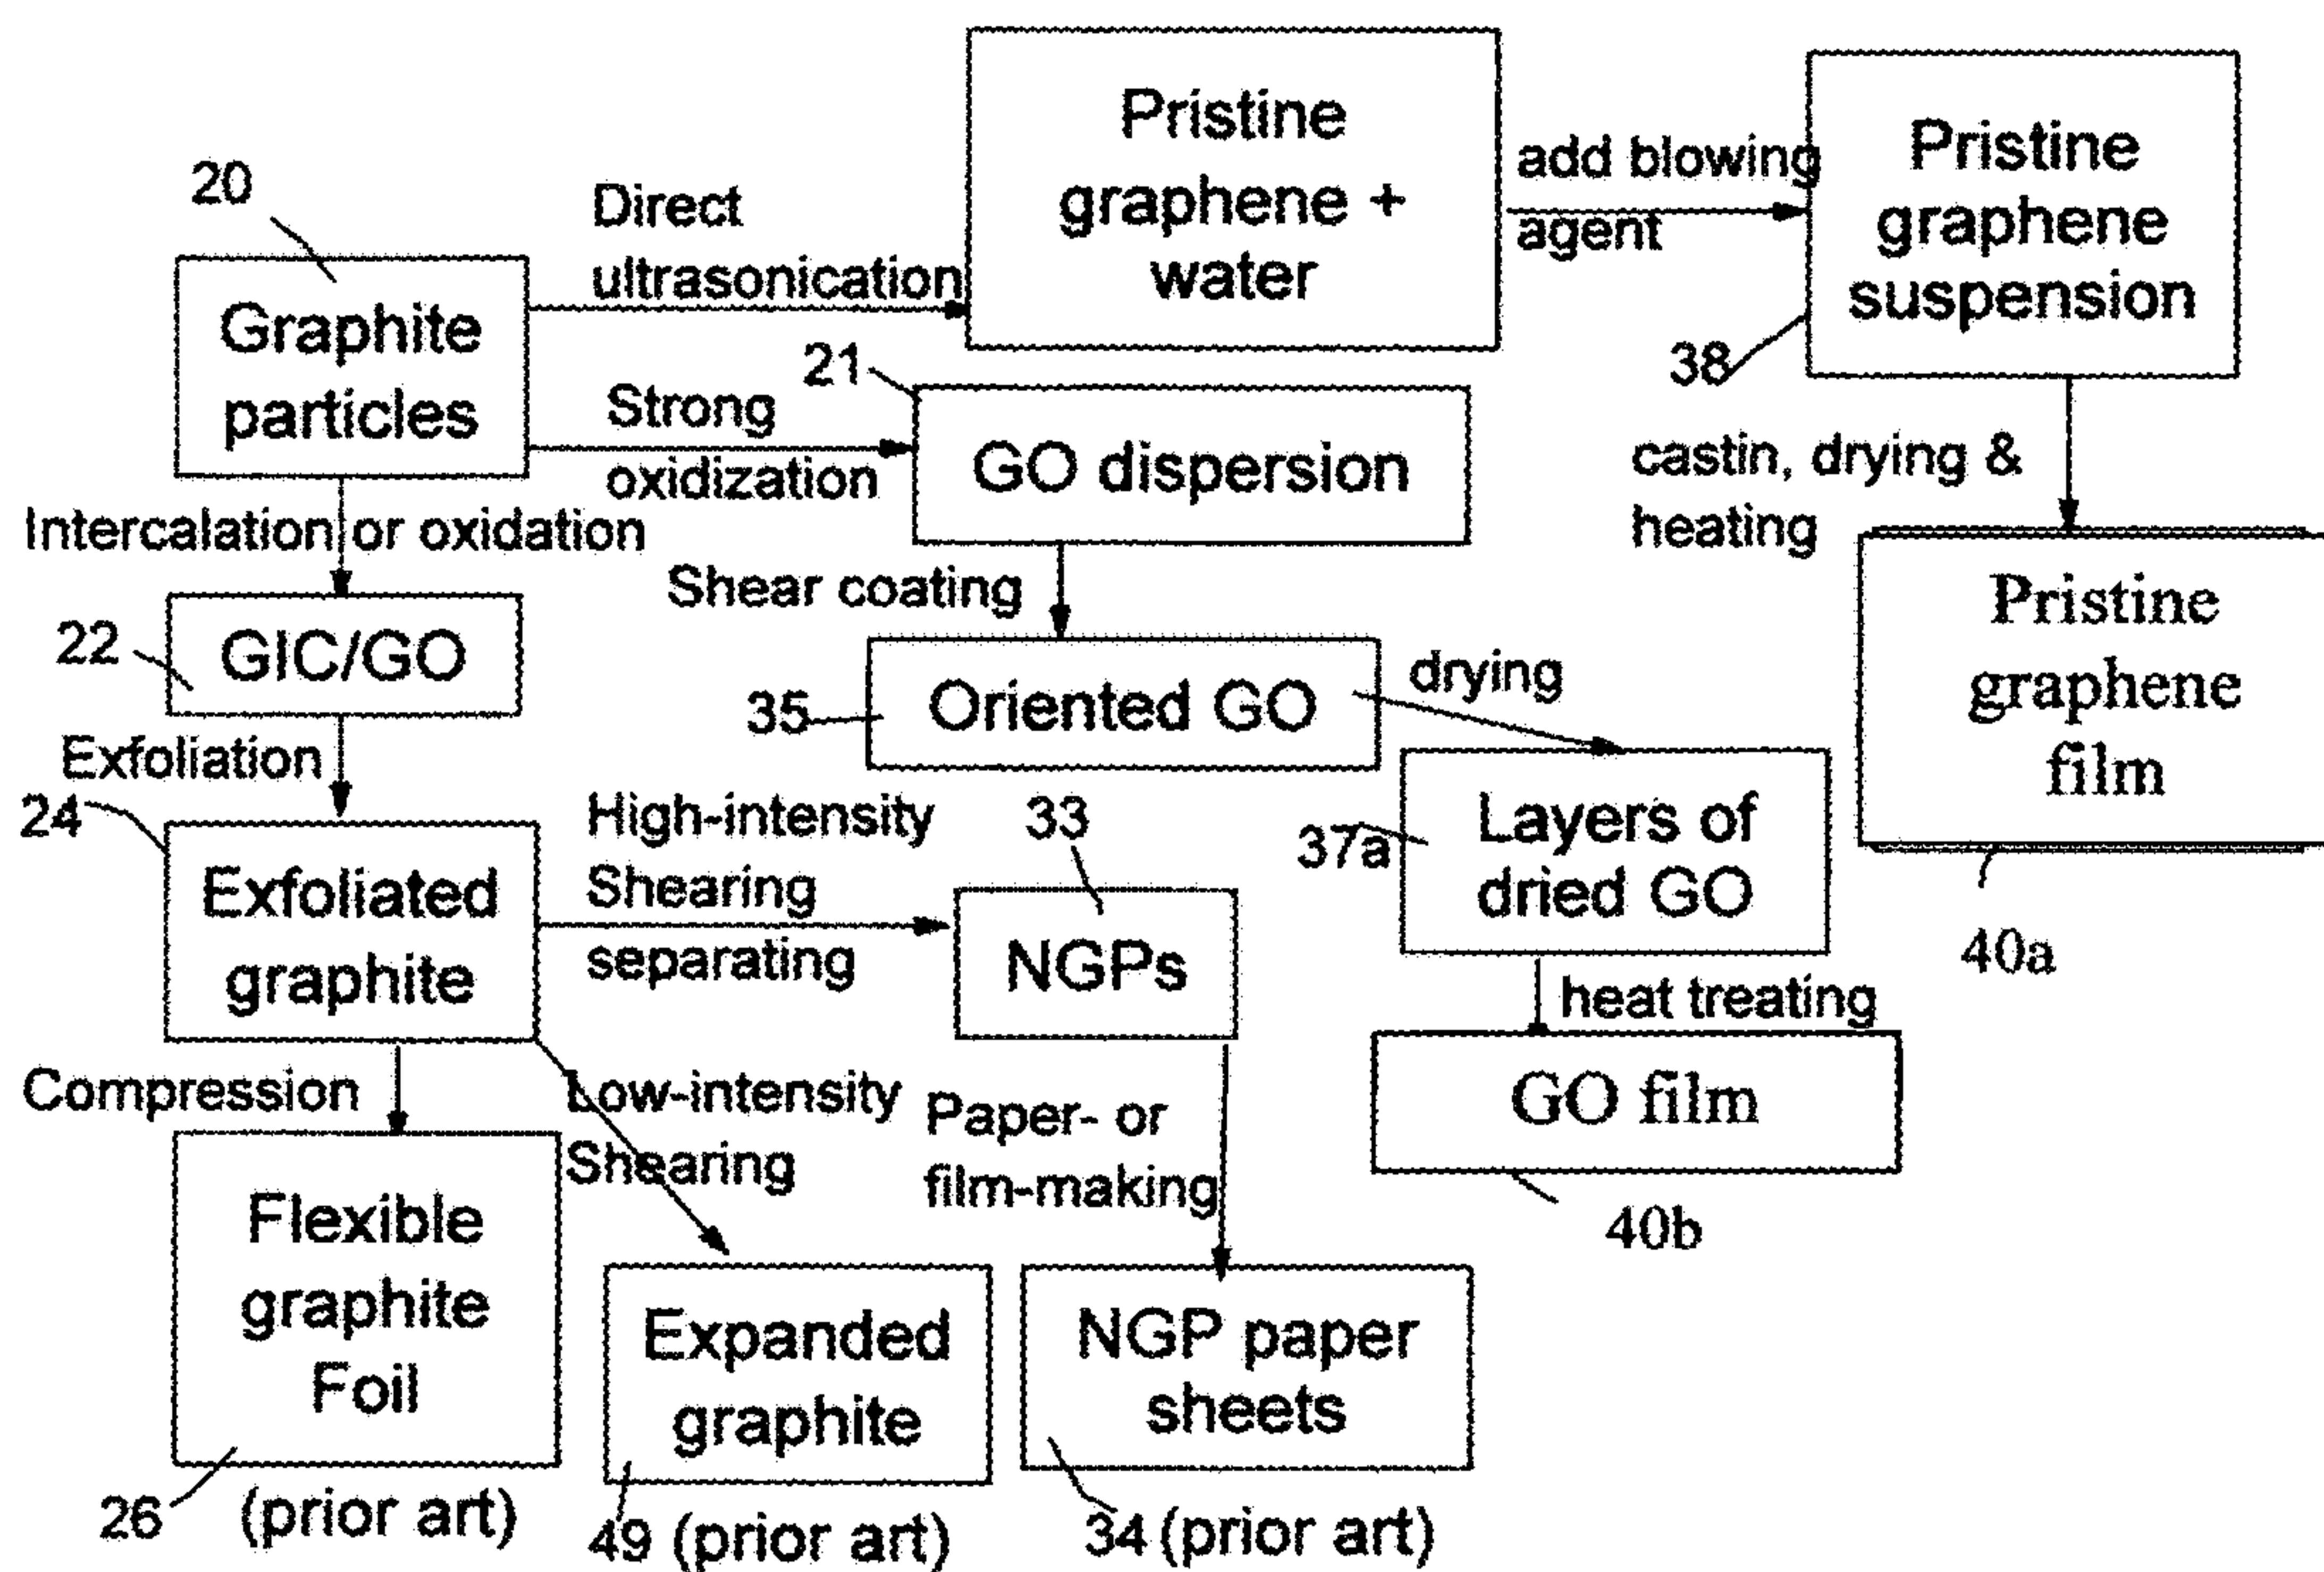 20
Graphite
particles
Direct
ultrasonication
Pristine
graphene +
water
add blowing
agent
Pristine
graphene
suspension
38
castin, drying &
heating
Pristine
graphene
film
40a
Strong
oxidization
21
GO dispersion
Shear coating
35
Oriented GO
drying
37a
Layers of
dried GO
heat treating
GO film
40b
Intercalation or oxidation
22
GIC/GO
Exfoliation
24
Exfoliated
graphite
High-intensity
Shearing
separating
33
NGPs
Paper- or
film-making
NGP paper
sheets
34 (prior art)
Low-intensity
Shearing
Expanded
graphite
49 (prior art)
Compression
Flexible
graphite
Foil
26 (prior art)